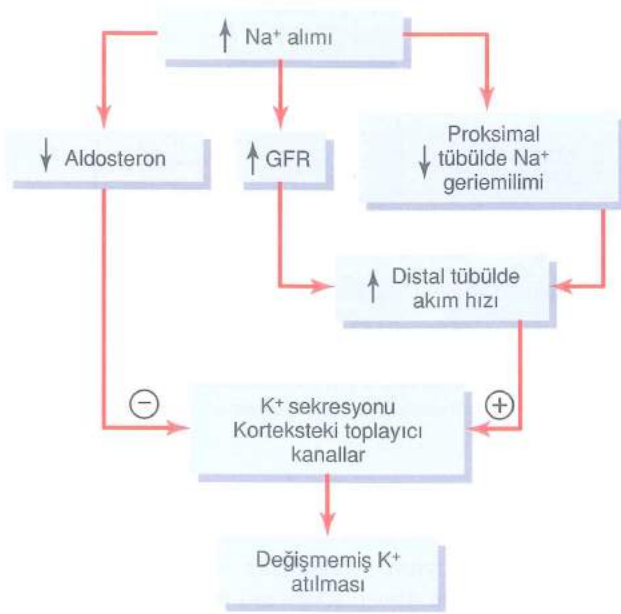 ↑ Na⁺ alımı
↓ Aldosteron
↑ GFR
Proksimal
↓ tübülde Na⁺
geriemilimi
↑ Distal tübülde
akım hızı
−
+
K⁺ sekresyonu
Korteksteki toplayıcı
kanallar
Değişmemiş K⁺
atılması